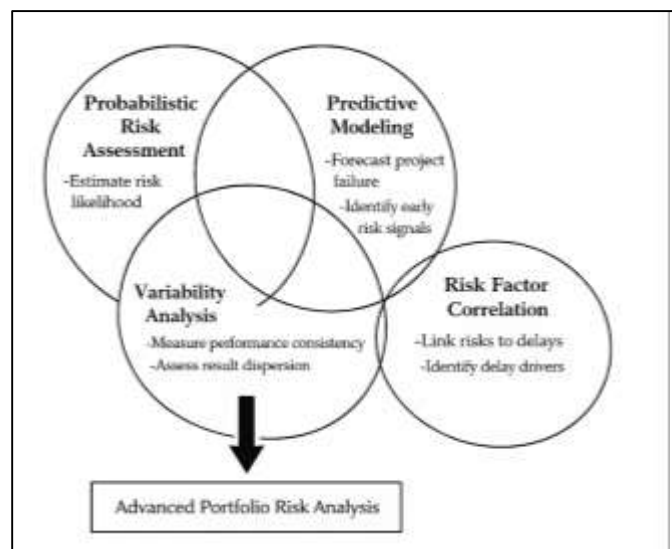 Probabilistic
Risk
Assessment
-Estimate risk
likelihood
Predictive
Modeling
-Forecast project
failure
-Identify early
risk signals
Variability
Analysis
-Measure performance consistency
-Assess result dispersion
Risk Factor
Correlation
-Link risks to delays
-Identify delay drivers
Advanced Portfolio Risk Analysis